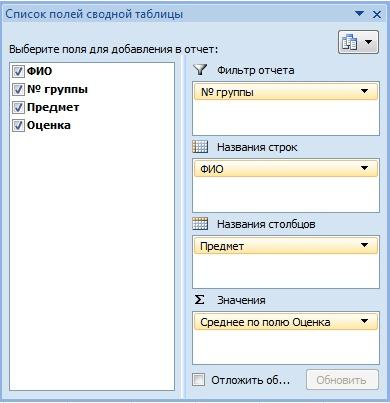 Список полей сводной таблицы
Выберите поля для добавления в отчет:
ФИО
№ группы
Предмет
Оценка
Фильтр отчета
№ группы
Названия строк
ФИО
Названия столбцов
Предмет
Σ Значения
Среднее по полю Оценка
Отложить об...
Обновить